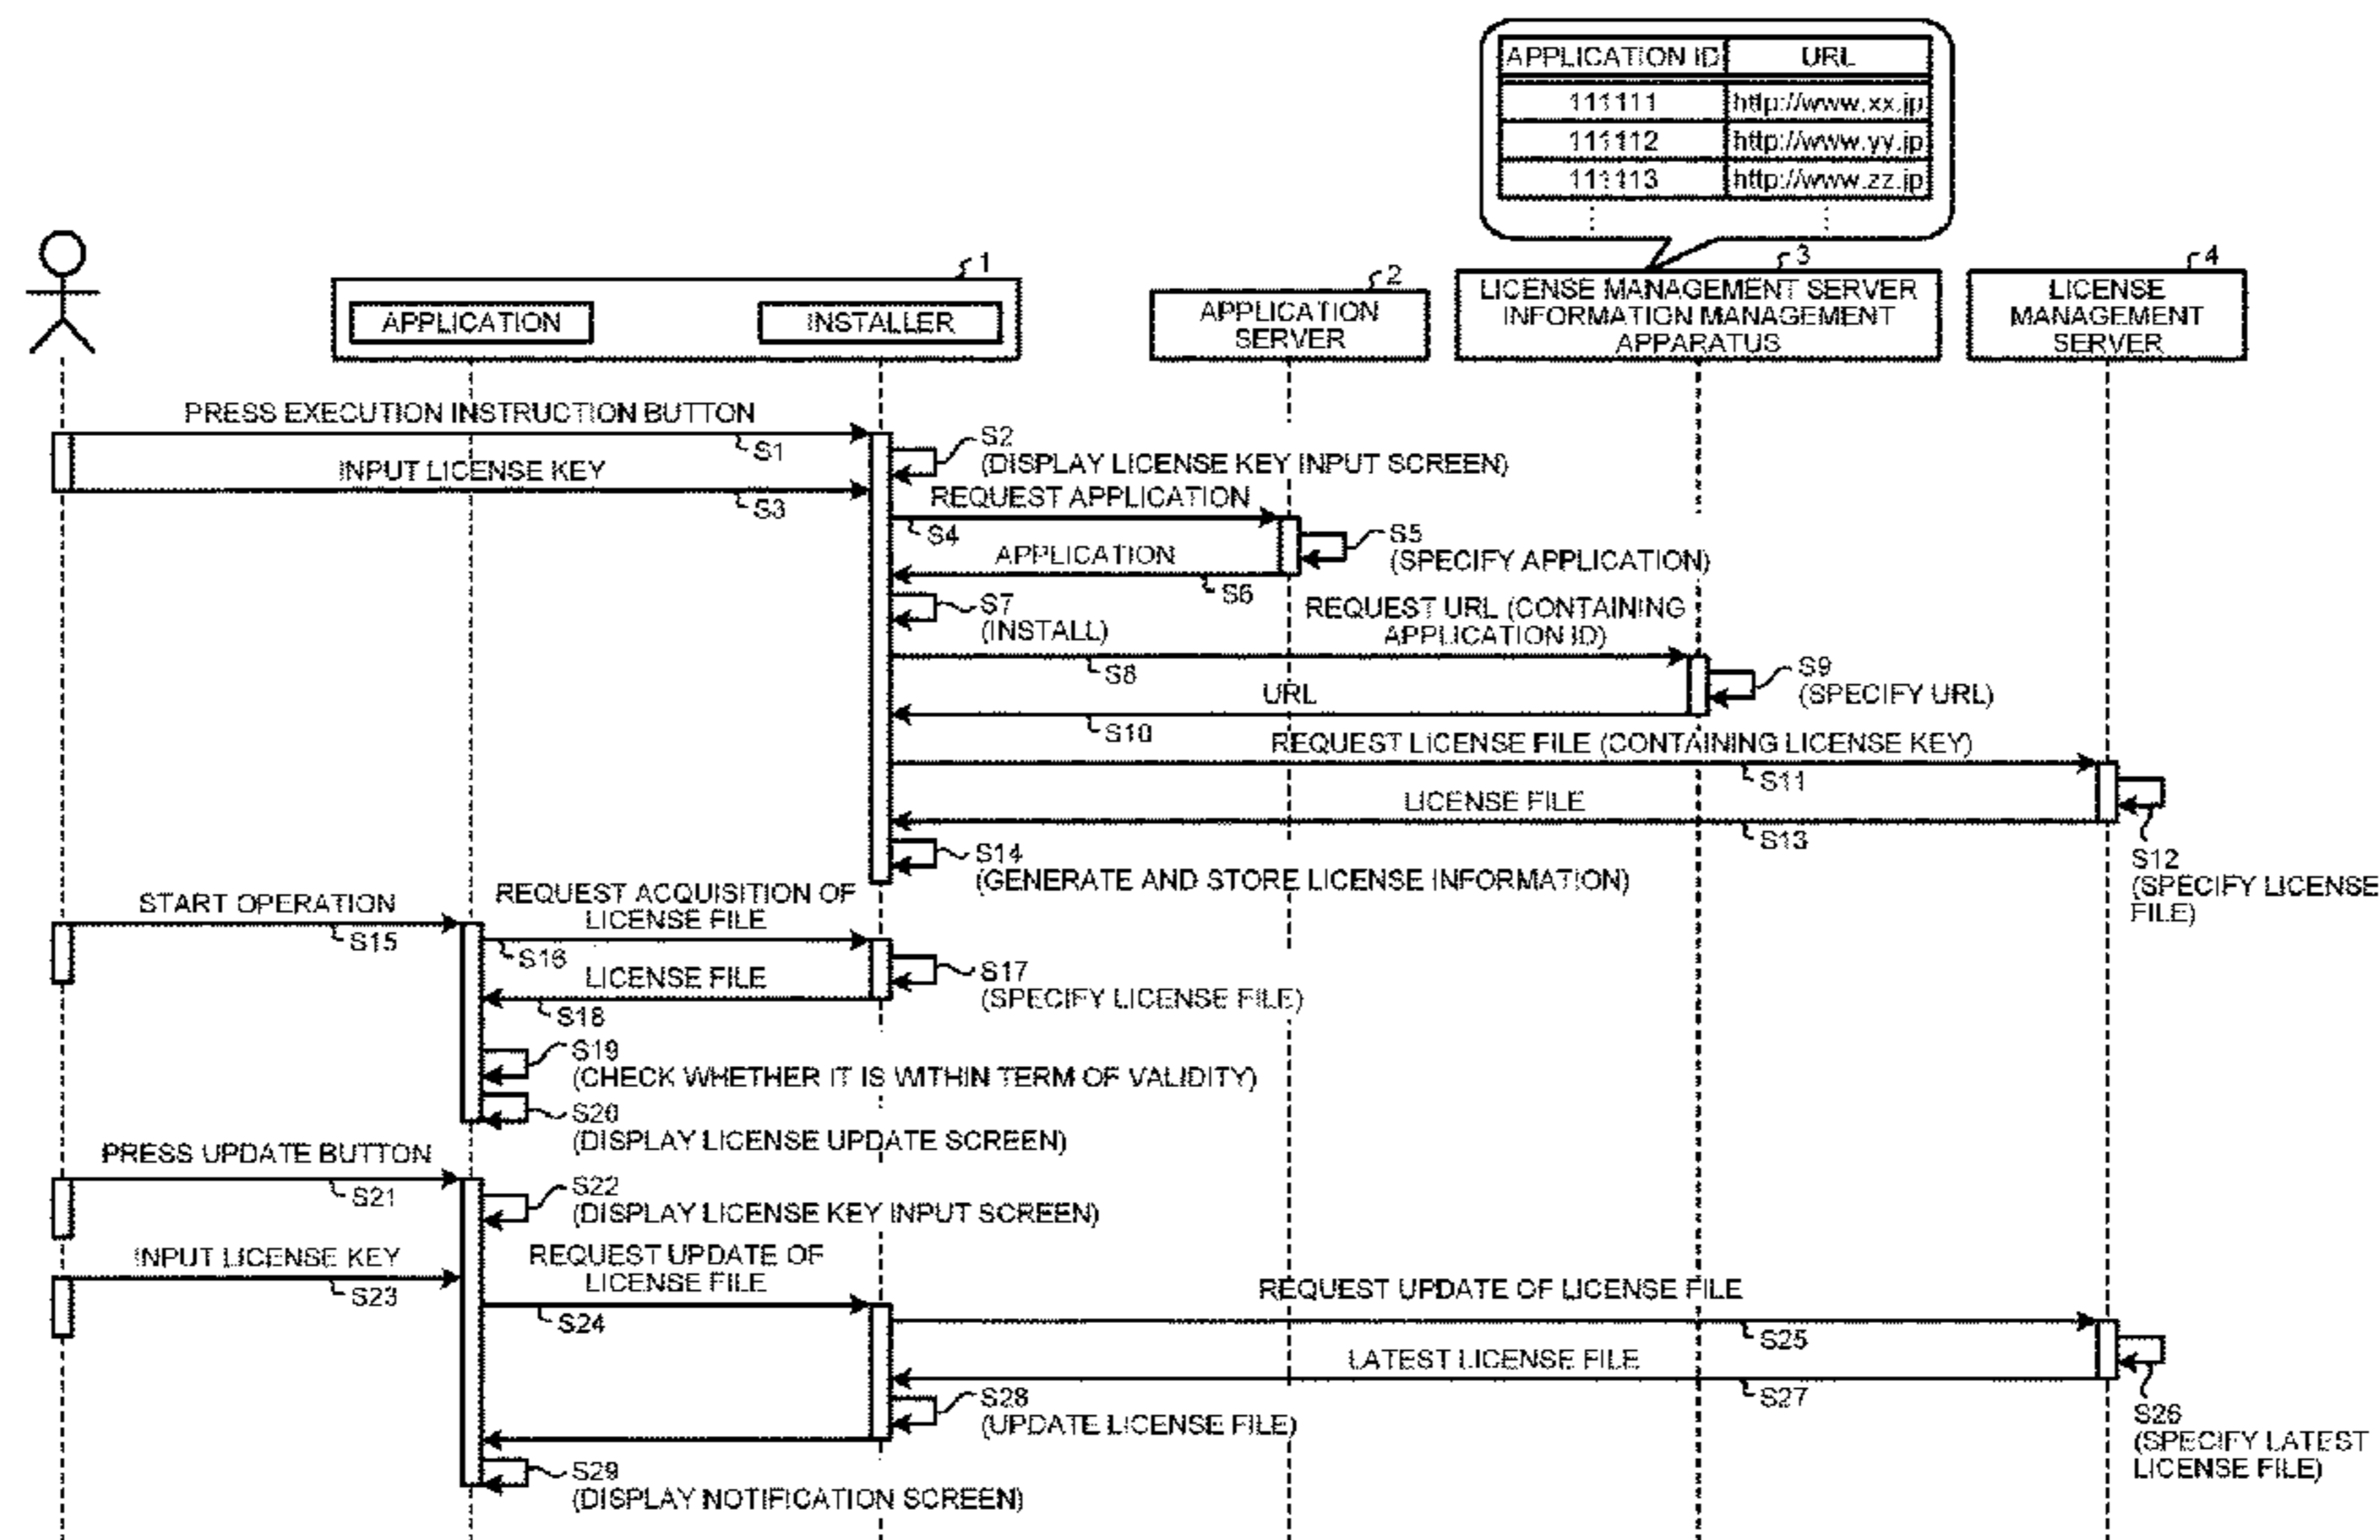 APPLICATION ID URL
111111 http://www.xx.jp
111112 http://www.yy.jp
111113 http://www.zz.jp
1
2
3
4
APPLICATION
INSTALLER
APPLICATION
SERVER
LICENSE MANAGEMENT SERVER
INFORMATION MANAGEMENT
APPARATUS
LICENSE
MANAGEMENT
SERVER
PRESS EXECUTION INSTRUCTION BUTTON
S1
S2
(DISPLAY LICENSE KEY INPUT SCREEN)
INPUT LICENSE KEY
S3
REQUEST APPLICATION
S4
S5
(SPECIFY APPLICATION)
APPLICATION
S6
S7
(INSTALL)
REQUEST URL (CONTAINING
APPLICATION ID)
S8
S9
(SPECIFY URL)
URL
S10
REQUEST LICENSE FILE (CONTAINING LICENSE KEY)
S11
S12
(SPECIFY LICENSE
FILE)
LICENSE FILE
S13
S14
(GENERATE AND STORE LICENSE INFORMATION)
START OPERATION
S15
REQUEST ACQUISITION OF
LICENSE FILE
S16
S17
(SPECIFY LICENSE FILE)
LICENSE FILE
S18
S19
(CHECK WHETHER IT IS WITHIN TERM OF VALIDITY)
S20
(DISPLAY LICENSE UPDATE SCREEN)
PRESS UPDATE BUTTON
S21
S22
(DISPLAY LICENSE KEY INPUT SCREEN)
INPUT LICENSE KEY
S23
REQUEST UPDATE OF
LICENSE FILE
S24
REQUEST UPDATE OF LICENSE FILE
S25
S26
(SPECIFY LATEST
LICENSE FILE)
LATEST LICENSE FILE
S27
S28
(UPDATE LICENSE FILE)
S29
(DISPLAY NOTIFICATION SCREEN)